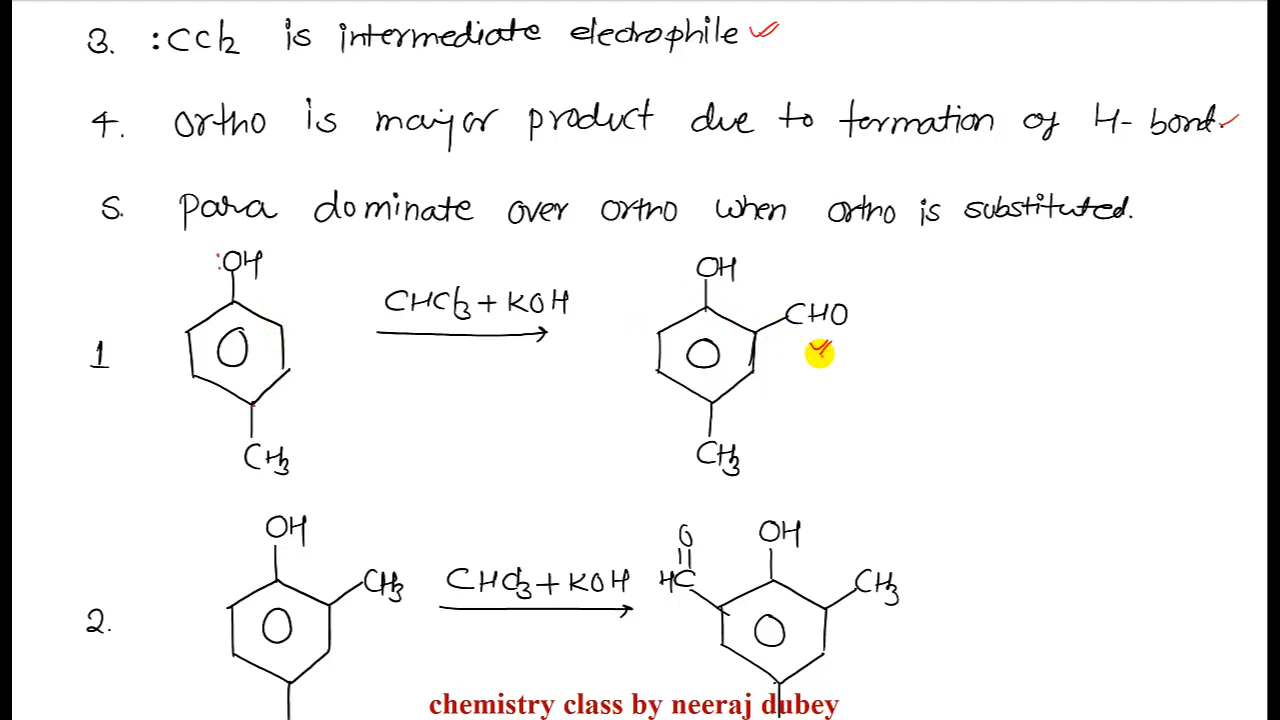 3. :CCl2 is intermediate electrophile
4. ortho is mayor product due to formation of H-bond.
5. para dominate over ortho when ortho is substituted.
:OH
CHCl3 + KOH
OH
CHO
1
CH3
CH3
OH
CH3
CHCl3 + KOH
O
HC
OH
CH3
2.
chemistry class by neeraj dubey